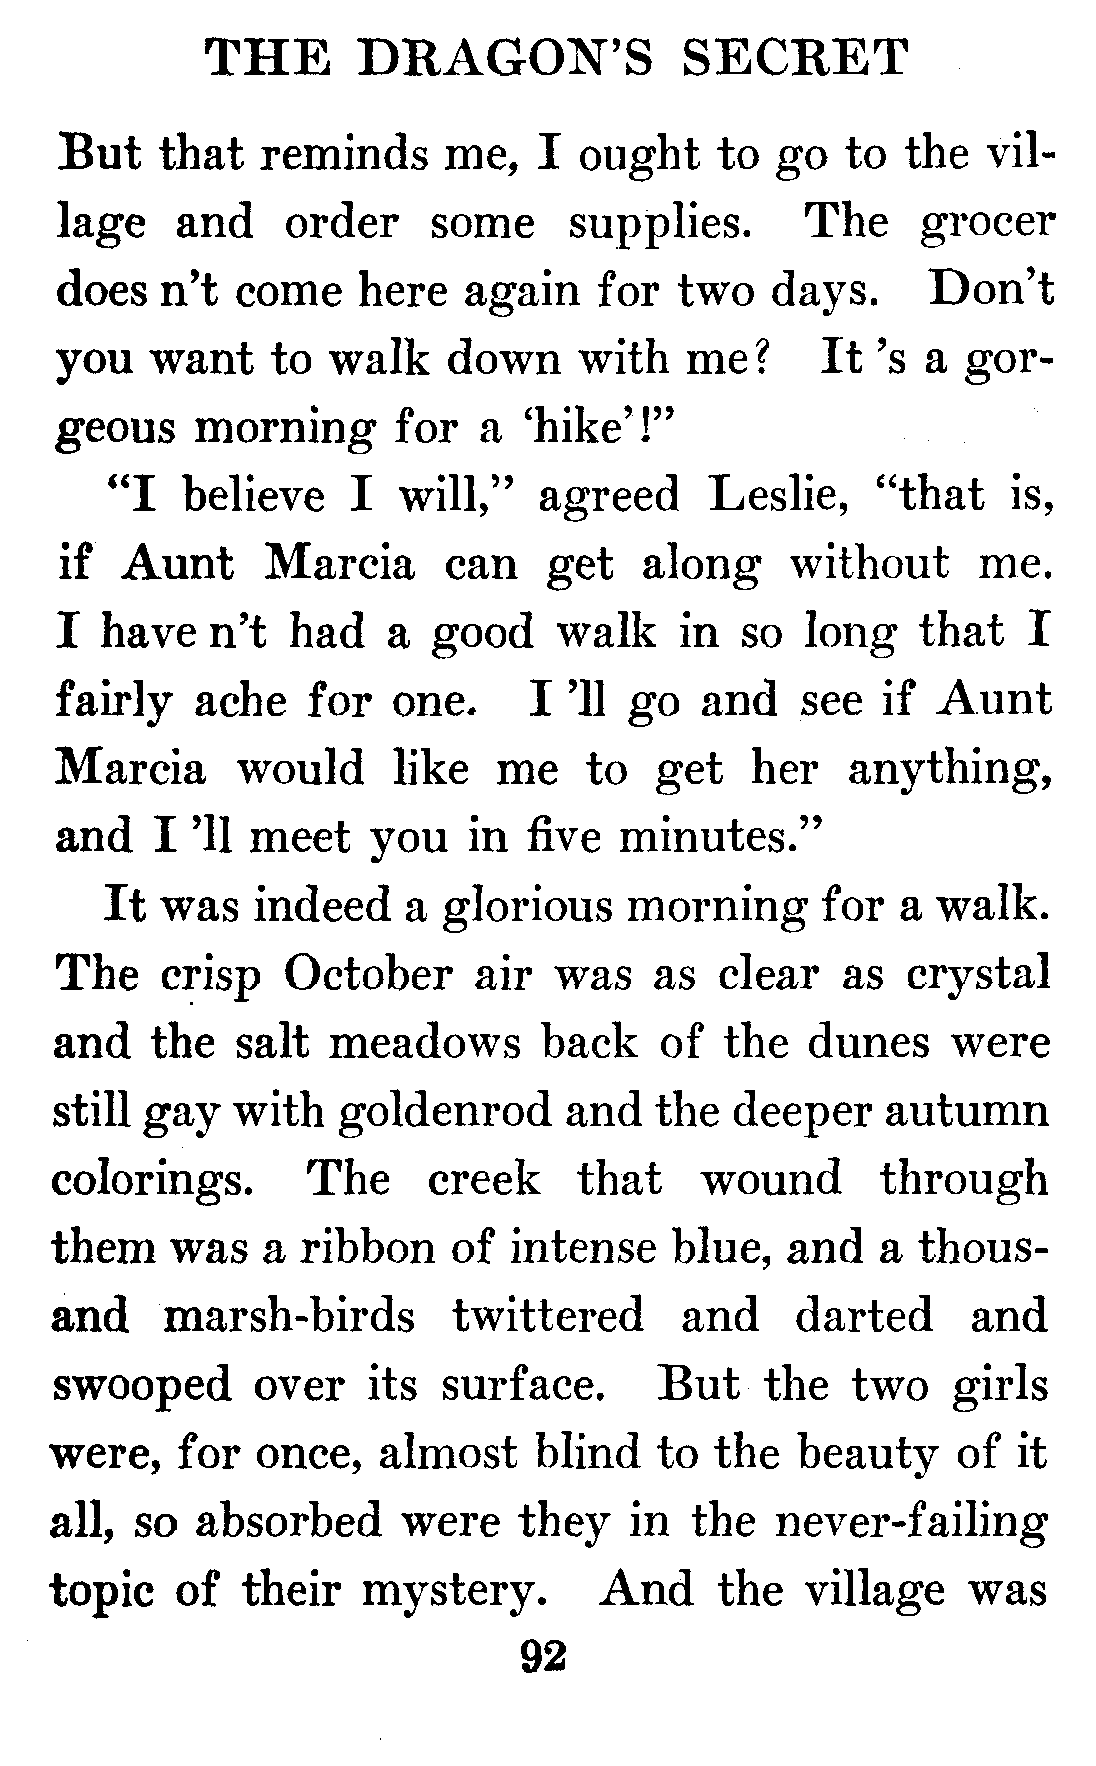 THE DRAGON'S SECRET
But that reminds me, I ought to go to the vil-
lage and order some supplies. The grocer
does n't come here again for two days. Don't
you want to walk down with me? It 's a gor-
geous morning for a 'hike'!"
"I believe I will," agreed Leslie, "that is,
if Aunt Marcia can get along without me.
I have n't had a good walk in so long that I
fairly ache for one. I 'll go and see if Aunt
Marcia would like me to get her anything,
and I 'll meet you in five minutes."
It was indeed a glorious morning for a walk.
The crisp October air was as clear as crystal
and the salt meadows back of the dunes were
still gay with goldenrod and the deeper autumn
colorings. The creek that wound through
them was a ribbon of intense blue, and a thous-
and marsh-birds twittered and darted and
swooped over its surface. But the two girls
were, for once, almost blind to the beauty of it
all, so absorbed were they in the never-failing
topic of their mystery. And the village was
92